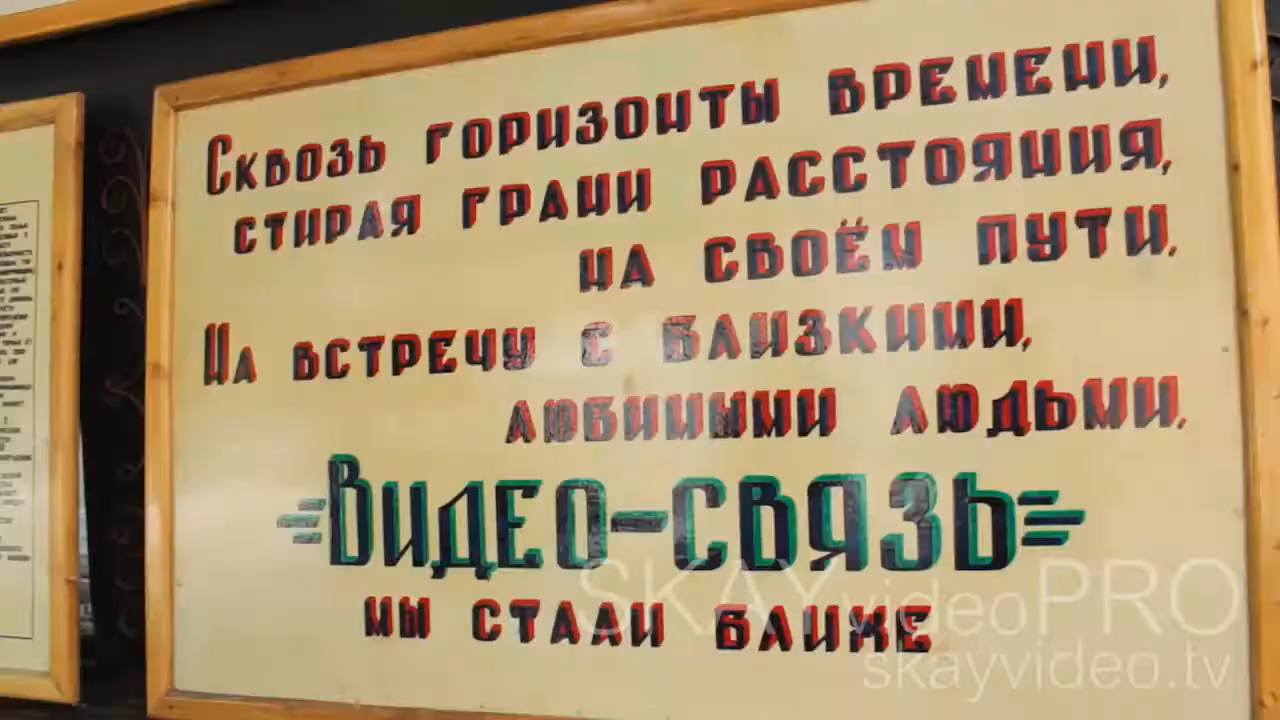 Сквозь горизонты времени,
стирая грани расстояния,
на своём пути.
На встречу с близкими,
любимыми людьми,
Видео-связь
мы стали ближе
SKAYvideoPRO
skayvideo.tv